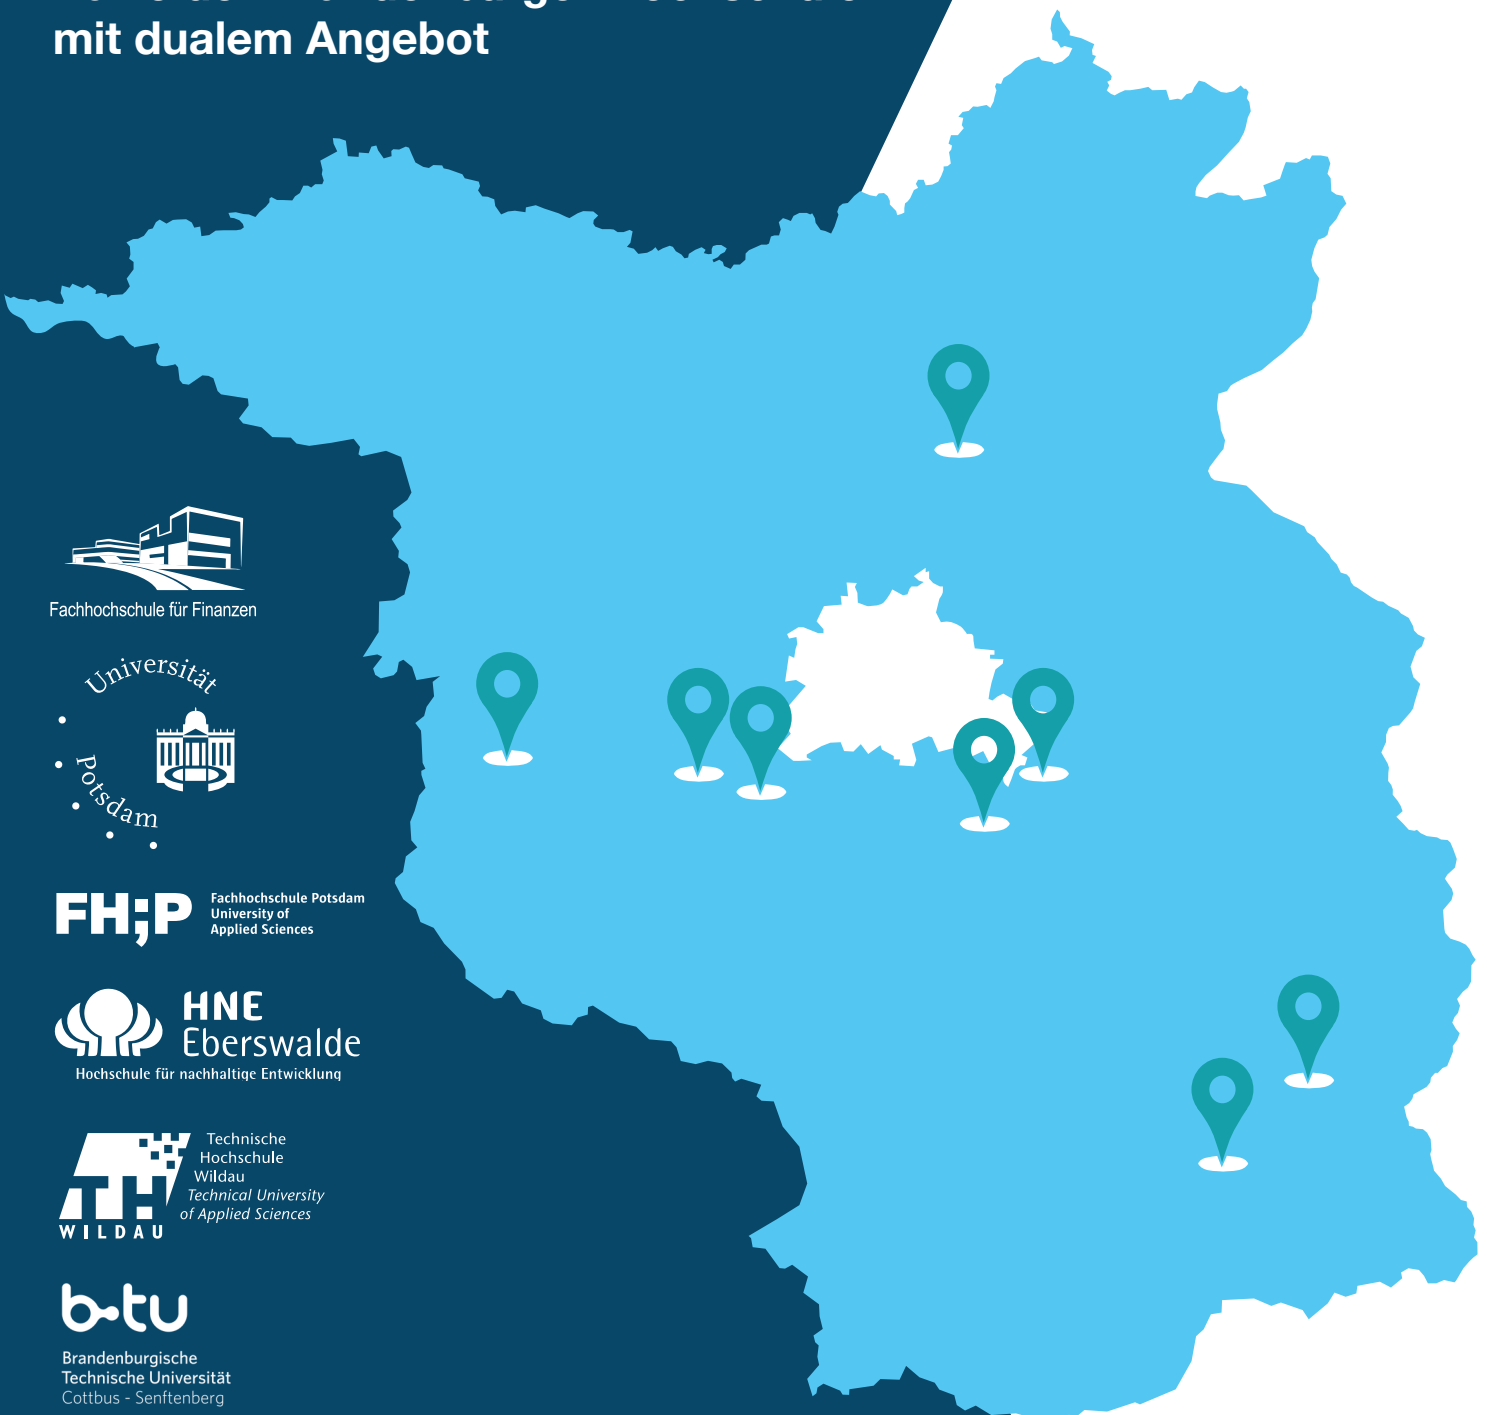 mit dualem Angebot
Fachhochschule für Finanzen
Universität
Potsdam
FH;P
Fachhochschule Potsdam
University of
Applied Sciences
HNE
Eberswalde
Hochschule für nachhaltige Entwicklung
TH
WILDAU
Technische
Hochschule
Wildau
Technical University
of Applied Sciences
b-tu
Brandenburgische
Technische Universität
Cottbus - Senftenberg